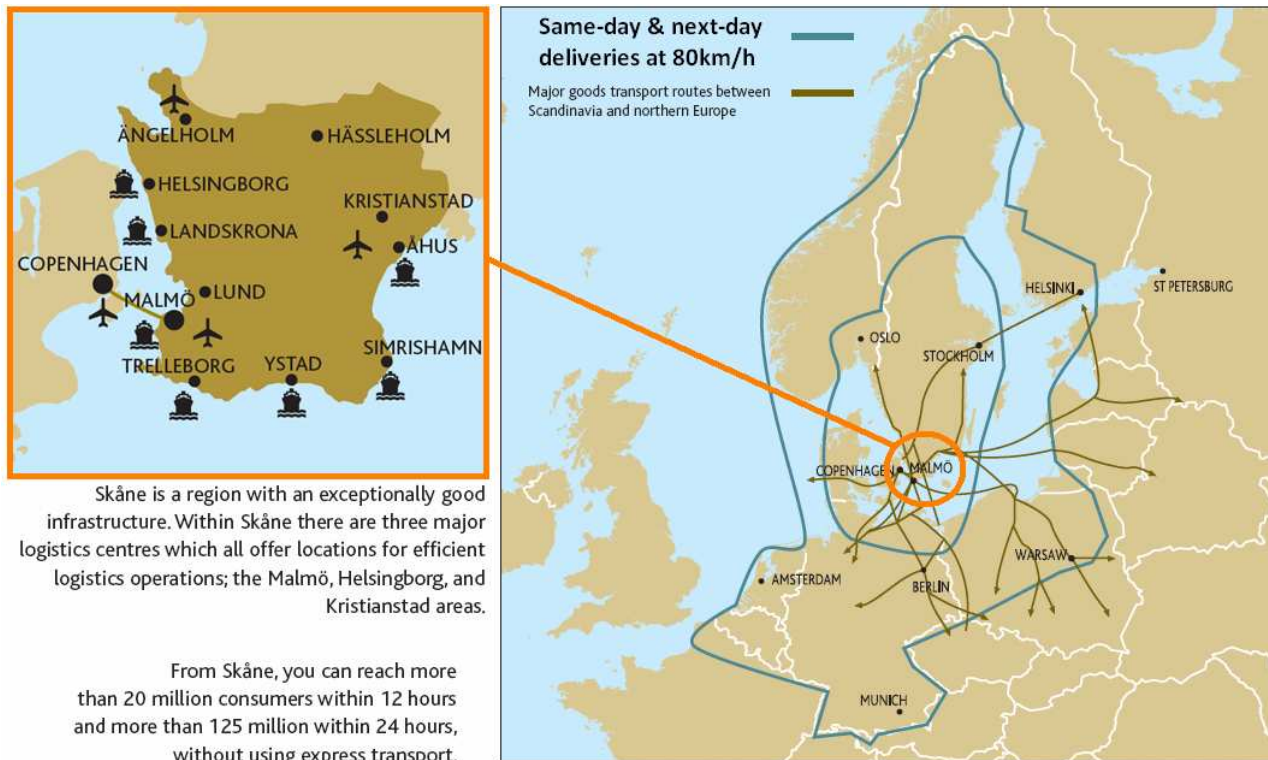 ÄNGELHOLM
HÄSSLEHOLM
HELSINGBORG
KRISTIANSTAD
LANDSKRONA
ÅHUS
COPENHAGEN
MALMÖ
LUND
SIMRISHAMN
TRELLEBORG
YSTAD
Skåne is a region with an exceptionally good
infrastructure. Within Skåne there are three major
logistics centres which all offer locations for efficient
logistics operations; the Malmö, Helsingborg, and
Kristianstad areas.
From Skåne, you can reach more
than 20 million consumers within 12 hours
and more than 125 million within 24 hours,
without using express transport.
Same-day & next-day
deliveries at 80km/h
Major goods transport routes between
Scandinavia and northern Europe
HELSINKI
ST PETERSBURG
OSLO
STOCKHOLM
COPENHAGEN
MALMÖ
WARSAW
AMSTERDAM
BERLIN
MUNICH